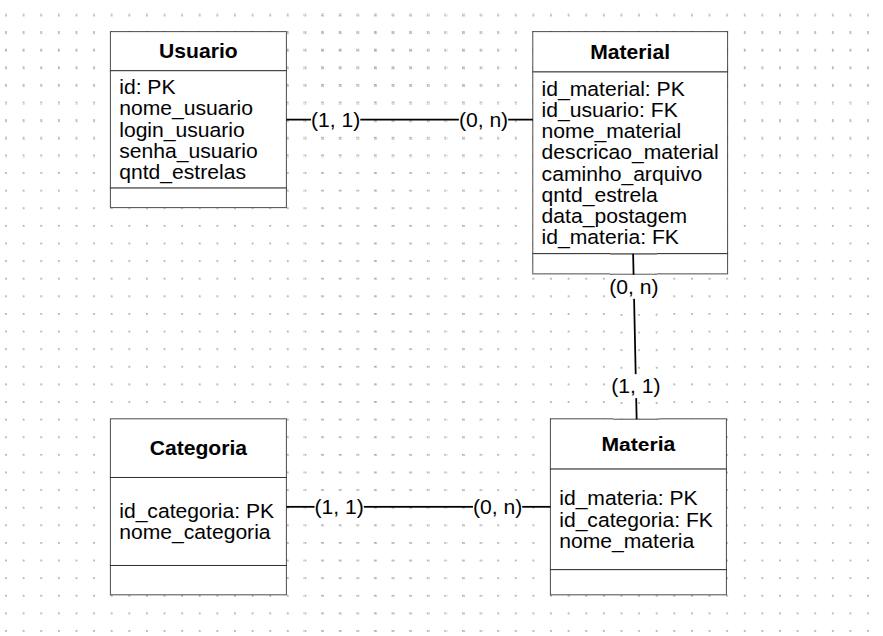 Usuario
id: PK
nome_usuario
login_usuario
senha_usuario
qntd_estrelas
(1, 1)
(0, n)
Material
id_material: PK
id_usuario: FK
nome_material
descricao_material
caminho_arquivo
qntd_estrela
data_postagem
id_materia: FK
(0, n)
(1, 1)
Categoria
id_categoria: PK
nome_categoria
(1, 1)
(0, n)
Materia
id_materia: PK
id_categoria: FK
nome_materia